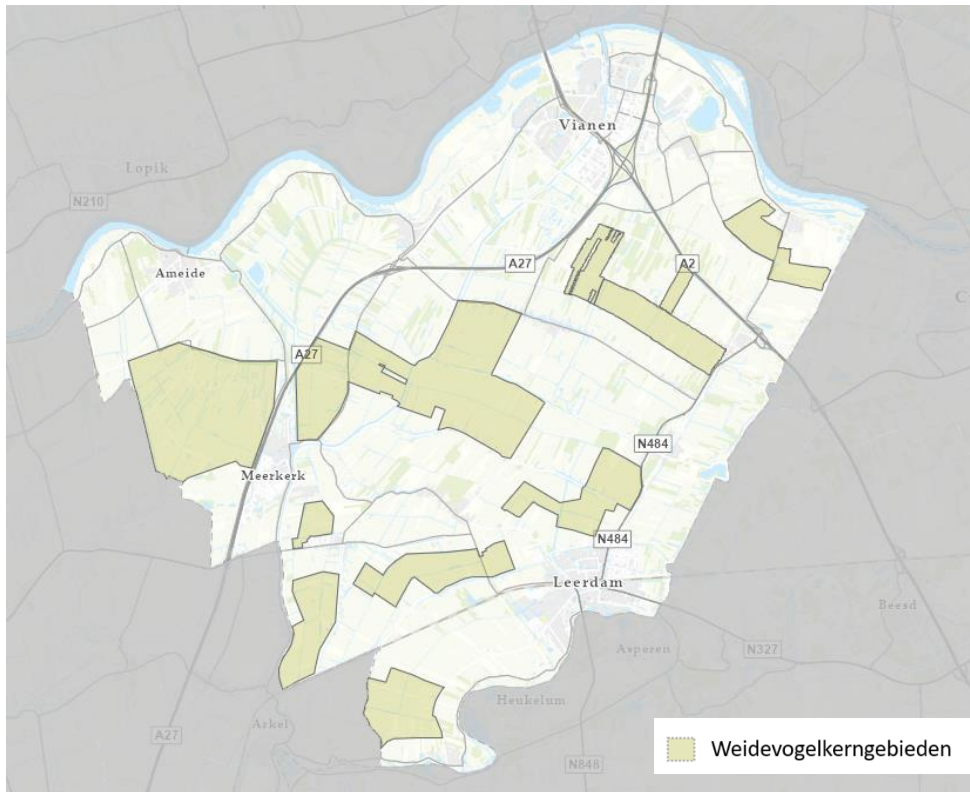 Vianen
Lopik
N210
Ameide
A27
A2
A27
N484
Meerkerk
N484
Leerdam
Beesd
Asperen
N327
Heukelum
Arkel
A27
N848
Weidevogelkerngebieden